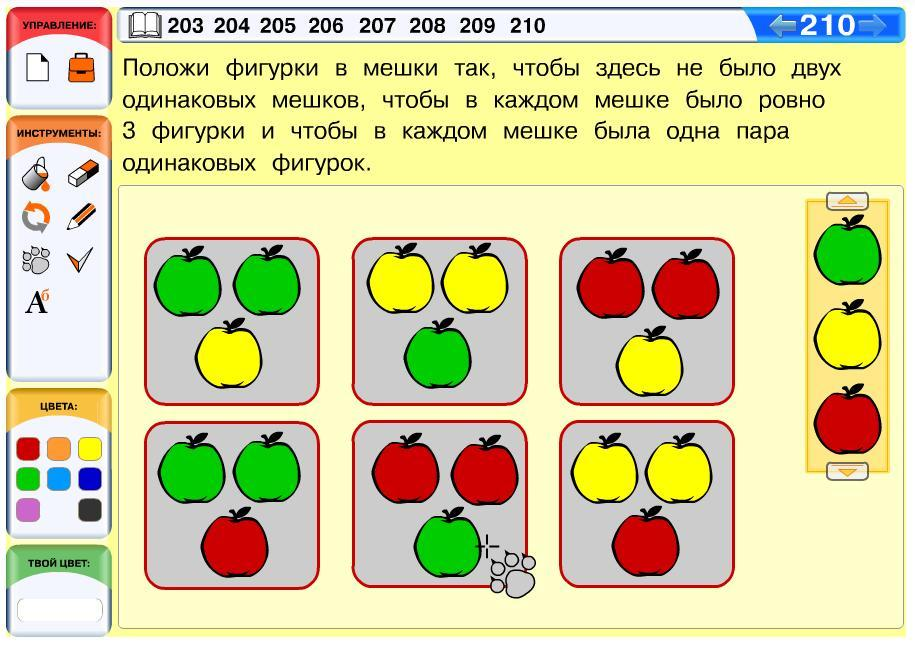 УПРАВЛЕНИЕ:
203 204 205 206 207 208 209 210
210
Положи фигурки в мешки так, чтобы здесь не было двух
одинаковых мешков, чтобы в каждом мешке было ровно
3 фигурки и чтобы в каждом мешке была одна пара
одинаковых фигурок.
ИНСТРУМЕНТЫ:
Аб
ЦВЕТА:
ТВОЙ ЦВЕТ: